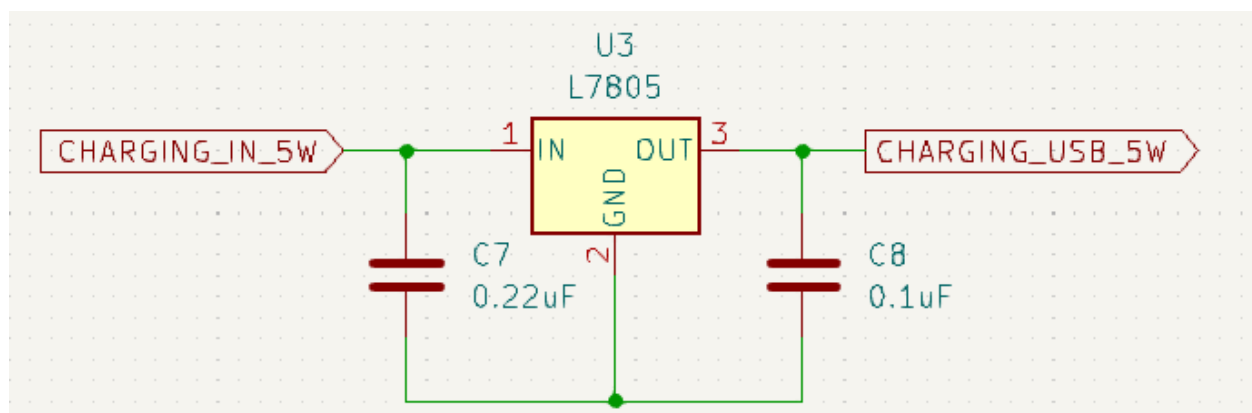 U3
L7805
CHARGING_IN_5W
1
IN
OUT
3
CHARGING_USB_5W
GND
2
C7
0.22uF
C8
0.1uF